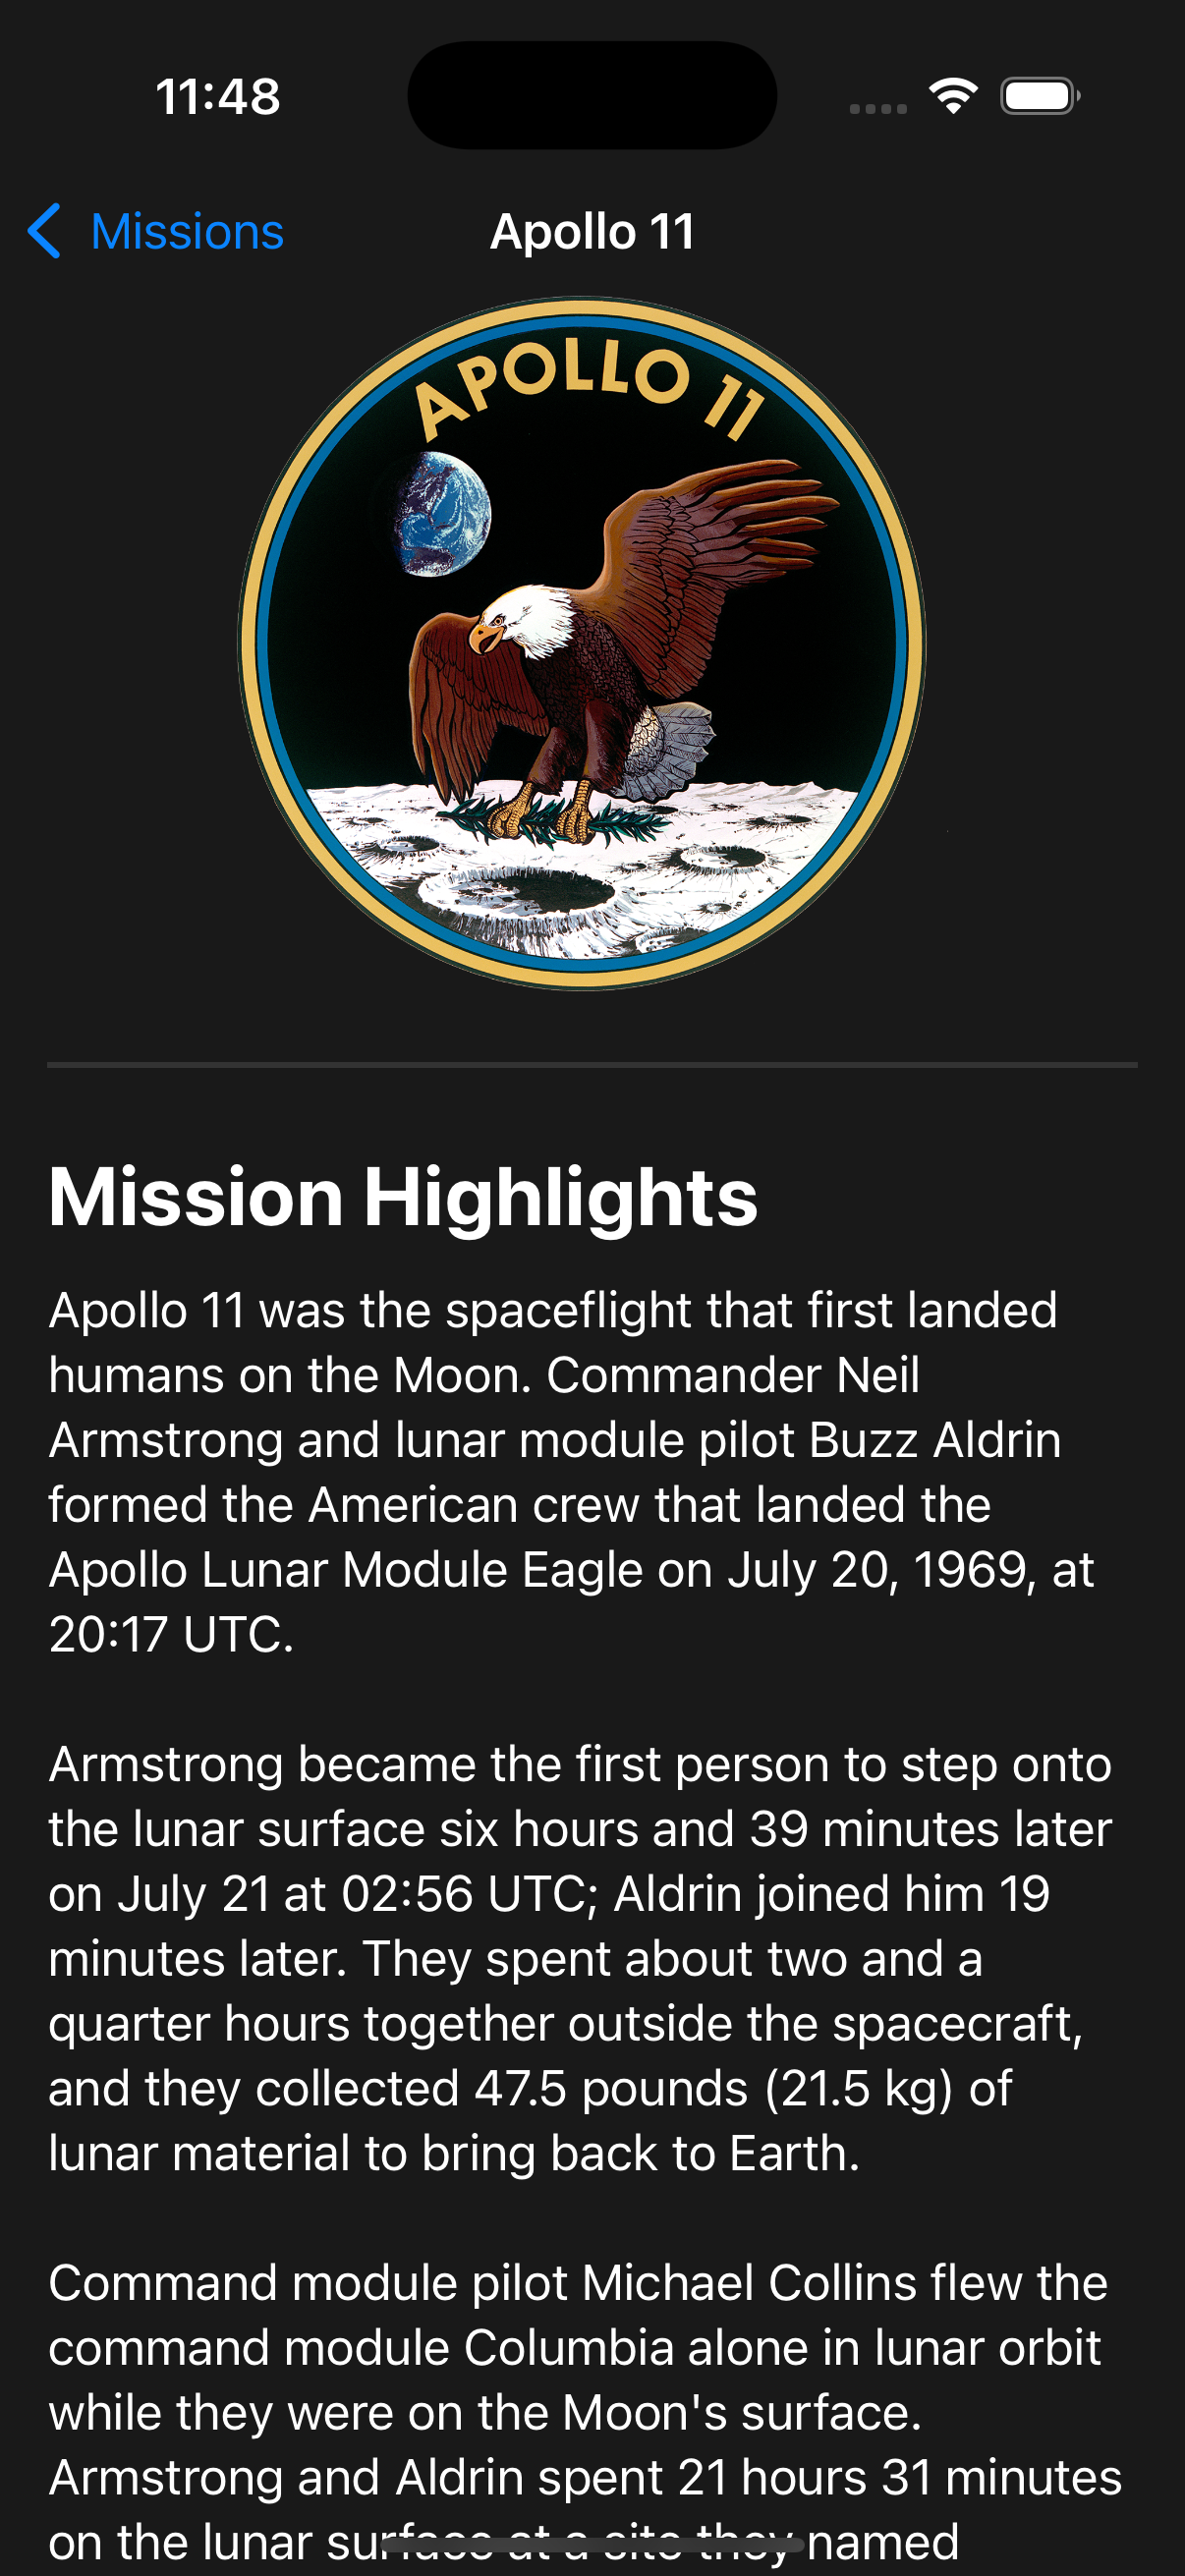 11:48
Missions
Apollo 11
APOLLO 11
Mission Highlights
Apollo 11 was the spaceflight that first landed
humans on the Moon. Commander Neil
Armstrong and lunar module pilot Buzz Aldrin
formed the American crew that landed the
Apollo Lunar Module Eagle on July 20, 1969, at
20:17 UTC.
Armstrong became the first person to step onto
the lunar surface six hours and 39 minutes later
on July 21 at 02:56 UTC; Aldrin joined him 19
minutes later. They spent about two and a
quarter hours together outside the spacecraft,
and they collected 47.5 pounds (21.5 kg) of
lunar material to bring back to Earth.
Command module pilot Michael Collins flew the
command module Columbia alone in lunar orbit
while they were on the Moon's surface.
Armstrong and Aldrin spent 21 hours 31 minutes
on the lunar surface at a site they named